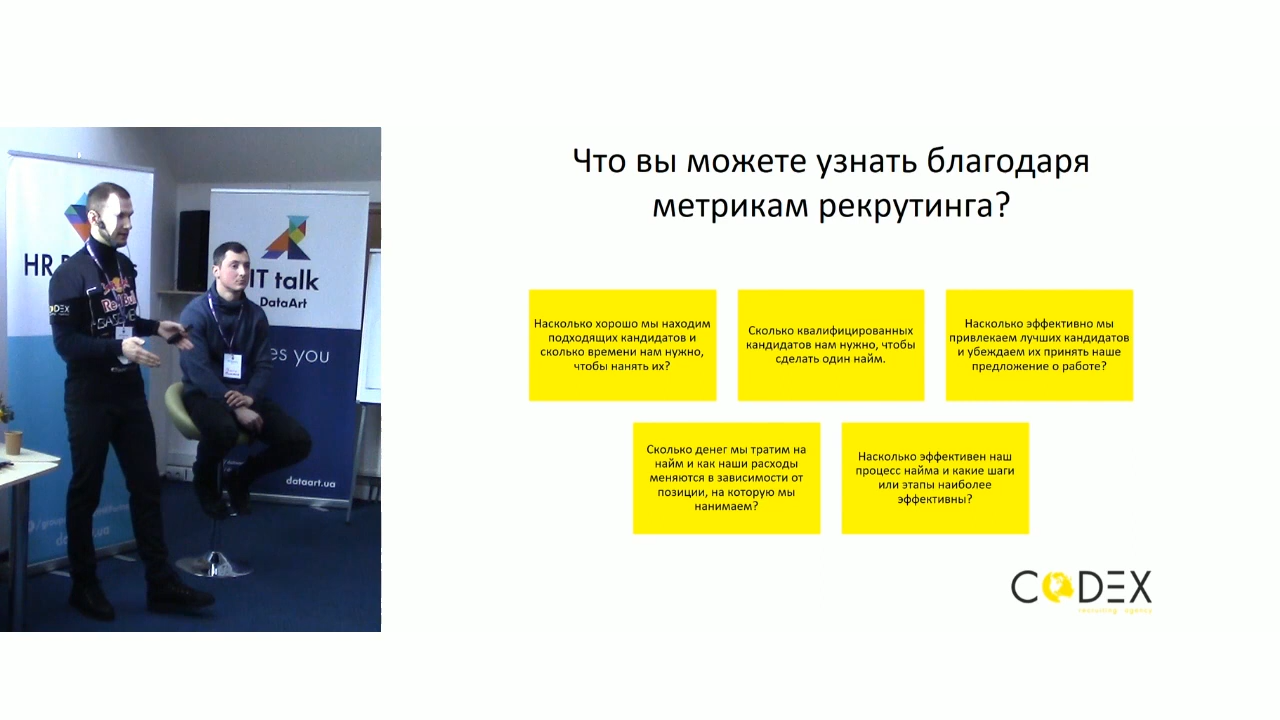 Что вы можете узнать благодаря
метрикам рекрутинга?
Насколько хорошо мы находим
подходящих кандидатов и
сколько времени нам нужно,
чтобы нанять их?
Сколько квалифицированных
кандидатов нам нужно, чтобы
сделать один найм.
Насколько эффективно мы
привлекаем лучших кандидатов
и убеждаем их принять наше
предложение о работе?
Сколько денег мы тратим на
найм и как наши расходы
меняются в зависимости от
позиции, на которую мы
нанимаем?
Насколько эффективен наш
процесс найма и какие шаги
или этапы наиболее
эффективны?
CODEX
recruiting agency
HR
IT talk
DataArt
es you
dataart.ua
Red Bull